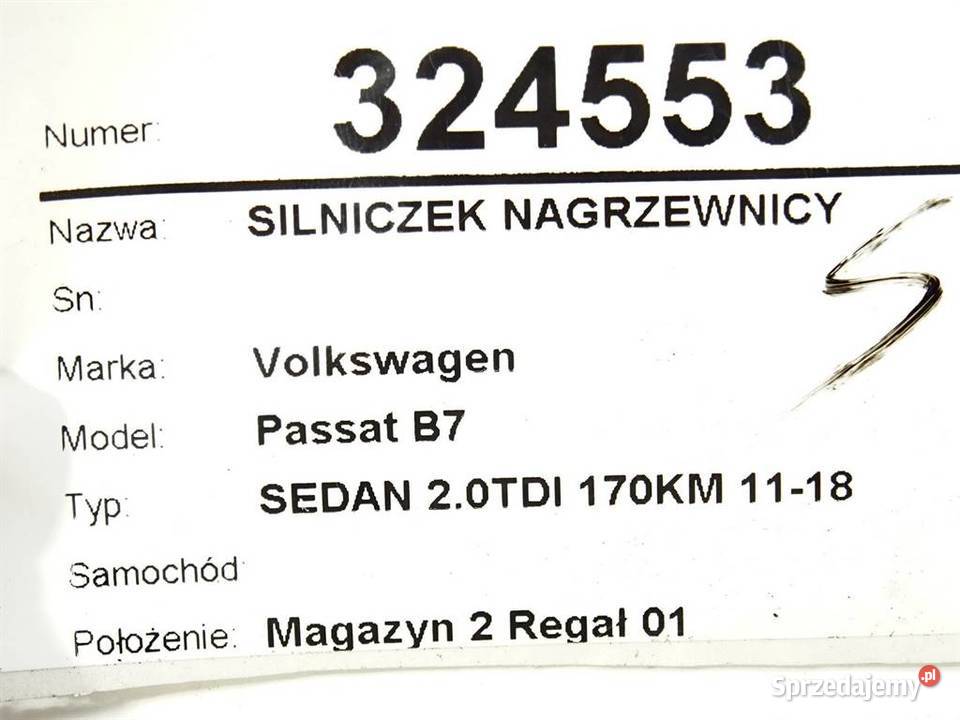 Numer: 324553
Nazwa: SILNICZEK NAGRZEWNICY
S
Sn:
Marka: Volkswagen
Model: Passat B7
Typ: SEDAN 2.0TDI 170KM 11-18
Samochód
Położenie: Magazyn 2 Regał 01
Sprzedajemy.pl